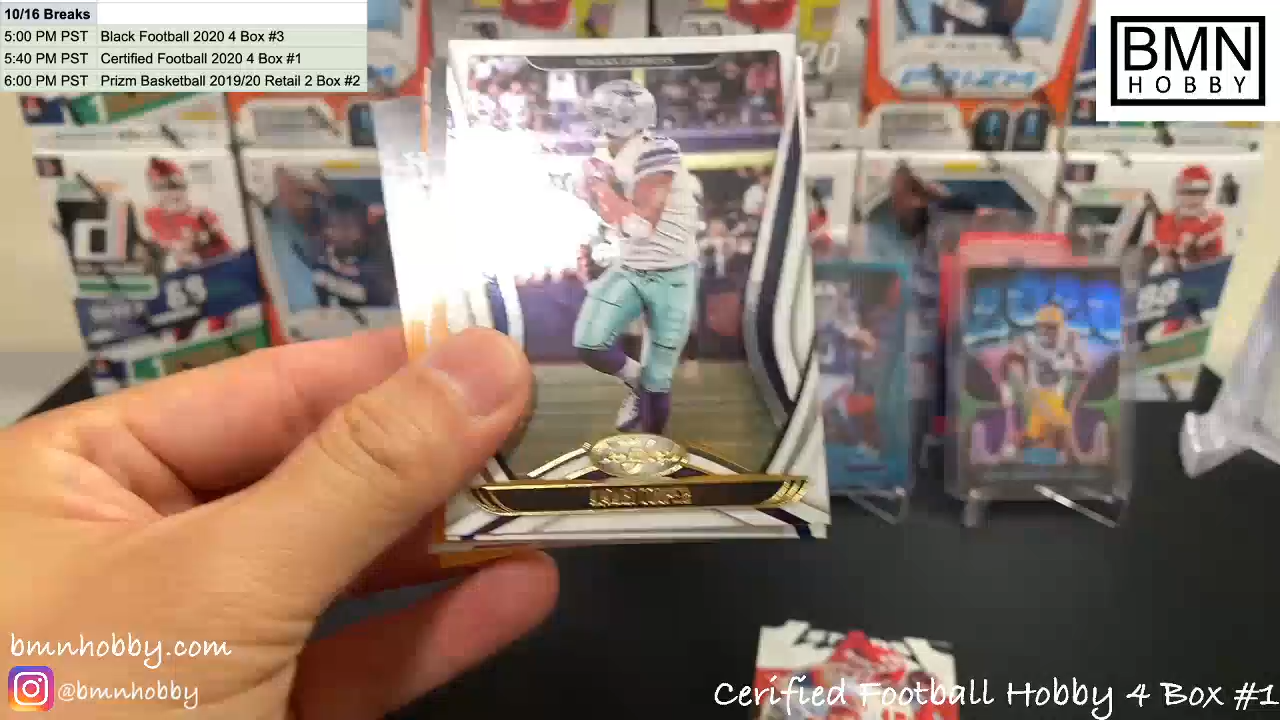 10/16 Breaks
5:00 PM PST Black Football 2020 4 Box #3
5:40 PM PST Certified Football 2020 4 Box #1
6:00 PM PST Prizm Basketball 2019/20 Retail 2 Box #2
BMN
HOBBY
PRIZM
bmnhobby.com
@bmnhobby
Cerified Football Hobby 4 Box #1